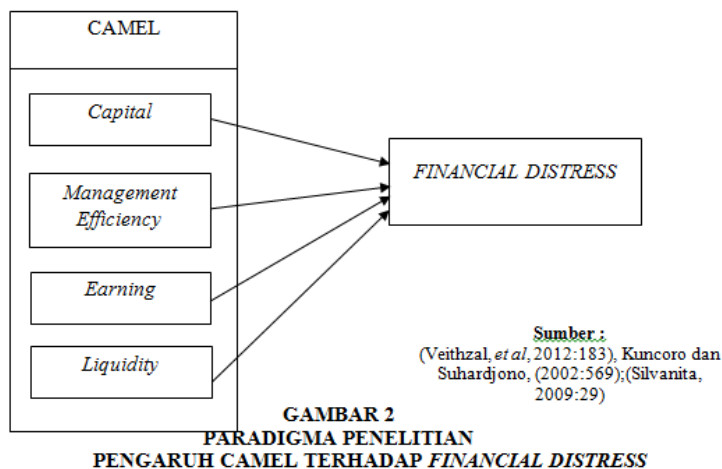 CAMEL
Capital
Management
Efficiency
Earning
Liquidity
FINANCIAL DISTRESS
Sumber :
(Veithzal, et al, 2012:183), Kuncoro dan
Suhardjono, (2002:569);(Silvanita,
2009:29)
GAMBAR 2
PARADIGMA PENELITIAN
PENGARUH CAMEL TERHADAP FINANCIAL DISTRESS